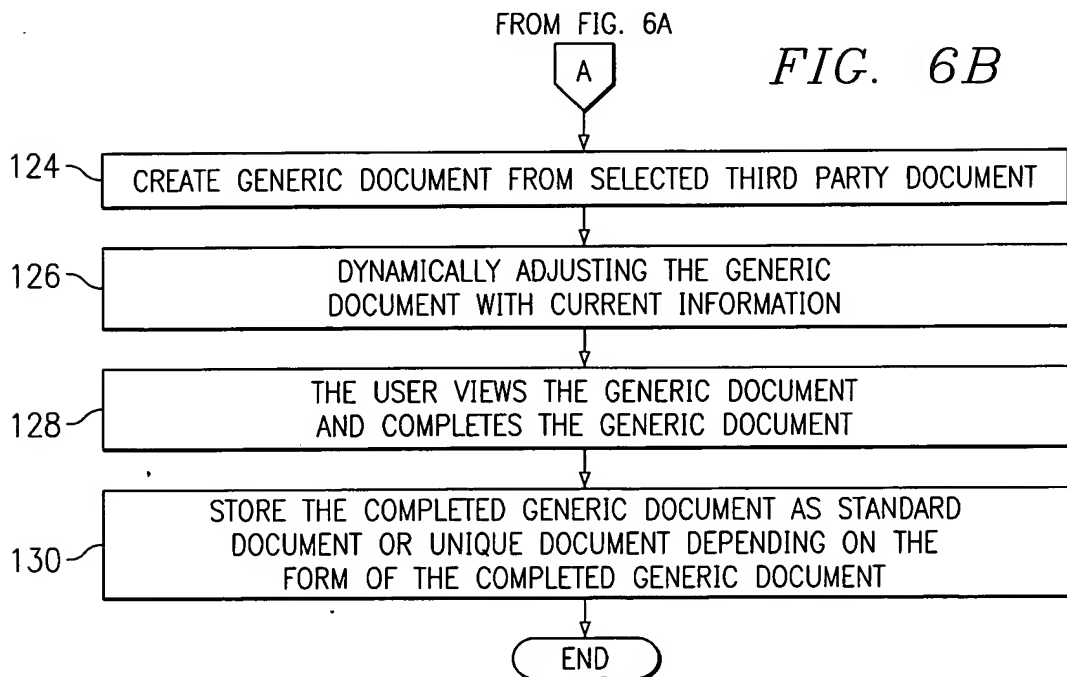 FROM FIG. 6A
A
FIG. 6B
124
CREATE GENERIC DOCUMENT FROM SELECTED THIRD PARTY DOCUMENT
126
DYNAMICALLY ADJUSTING THE GENERIC
DOCUMENT WITH CURRENT INFORMATION
128
THE USER VIEWS THE GENERIC DOCUMENT
AND COMPLETES THE GENERIC DOCUMENT
130
STORE THE COMPLETED GENERIC DOCUMENT AS STANDARD
DOCUMENT OR UNIQUE DOCUMENT DEPENDING ON THE
FORM OF THE COMPLETED GENERIC DOCUMENT
END